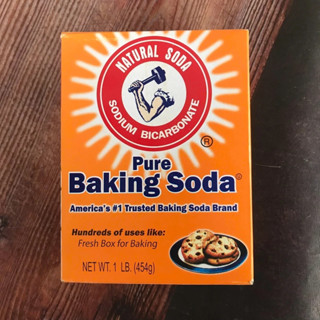 NATURAL SODA
SODIUM BICARBONATE
®
Pure
Baking Soda®
America's #1 Trusted Baking Soda Brand
Hundreds of uses like:
Fresh Box for Baking
NET WT. 1 LB. (454g)